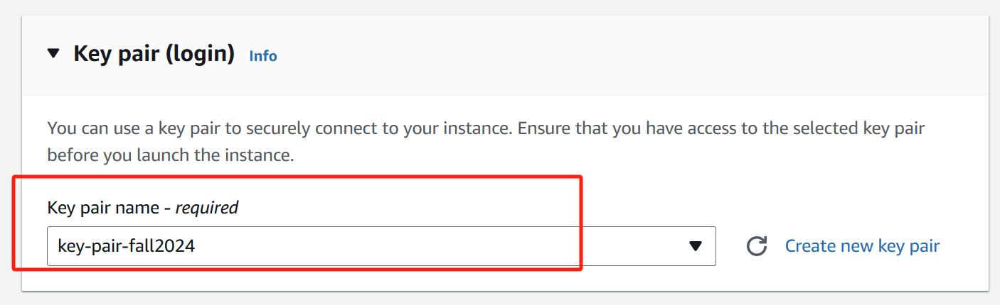 Key pair (login) Info
You can use a key pair to securely connect to your instance. Ensure that you have access to the selected key pair
before you launch the instance.
Key pair name - required
key-pair-fall2024
Create new key pair